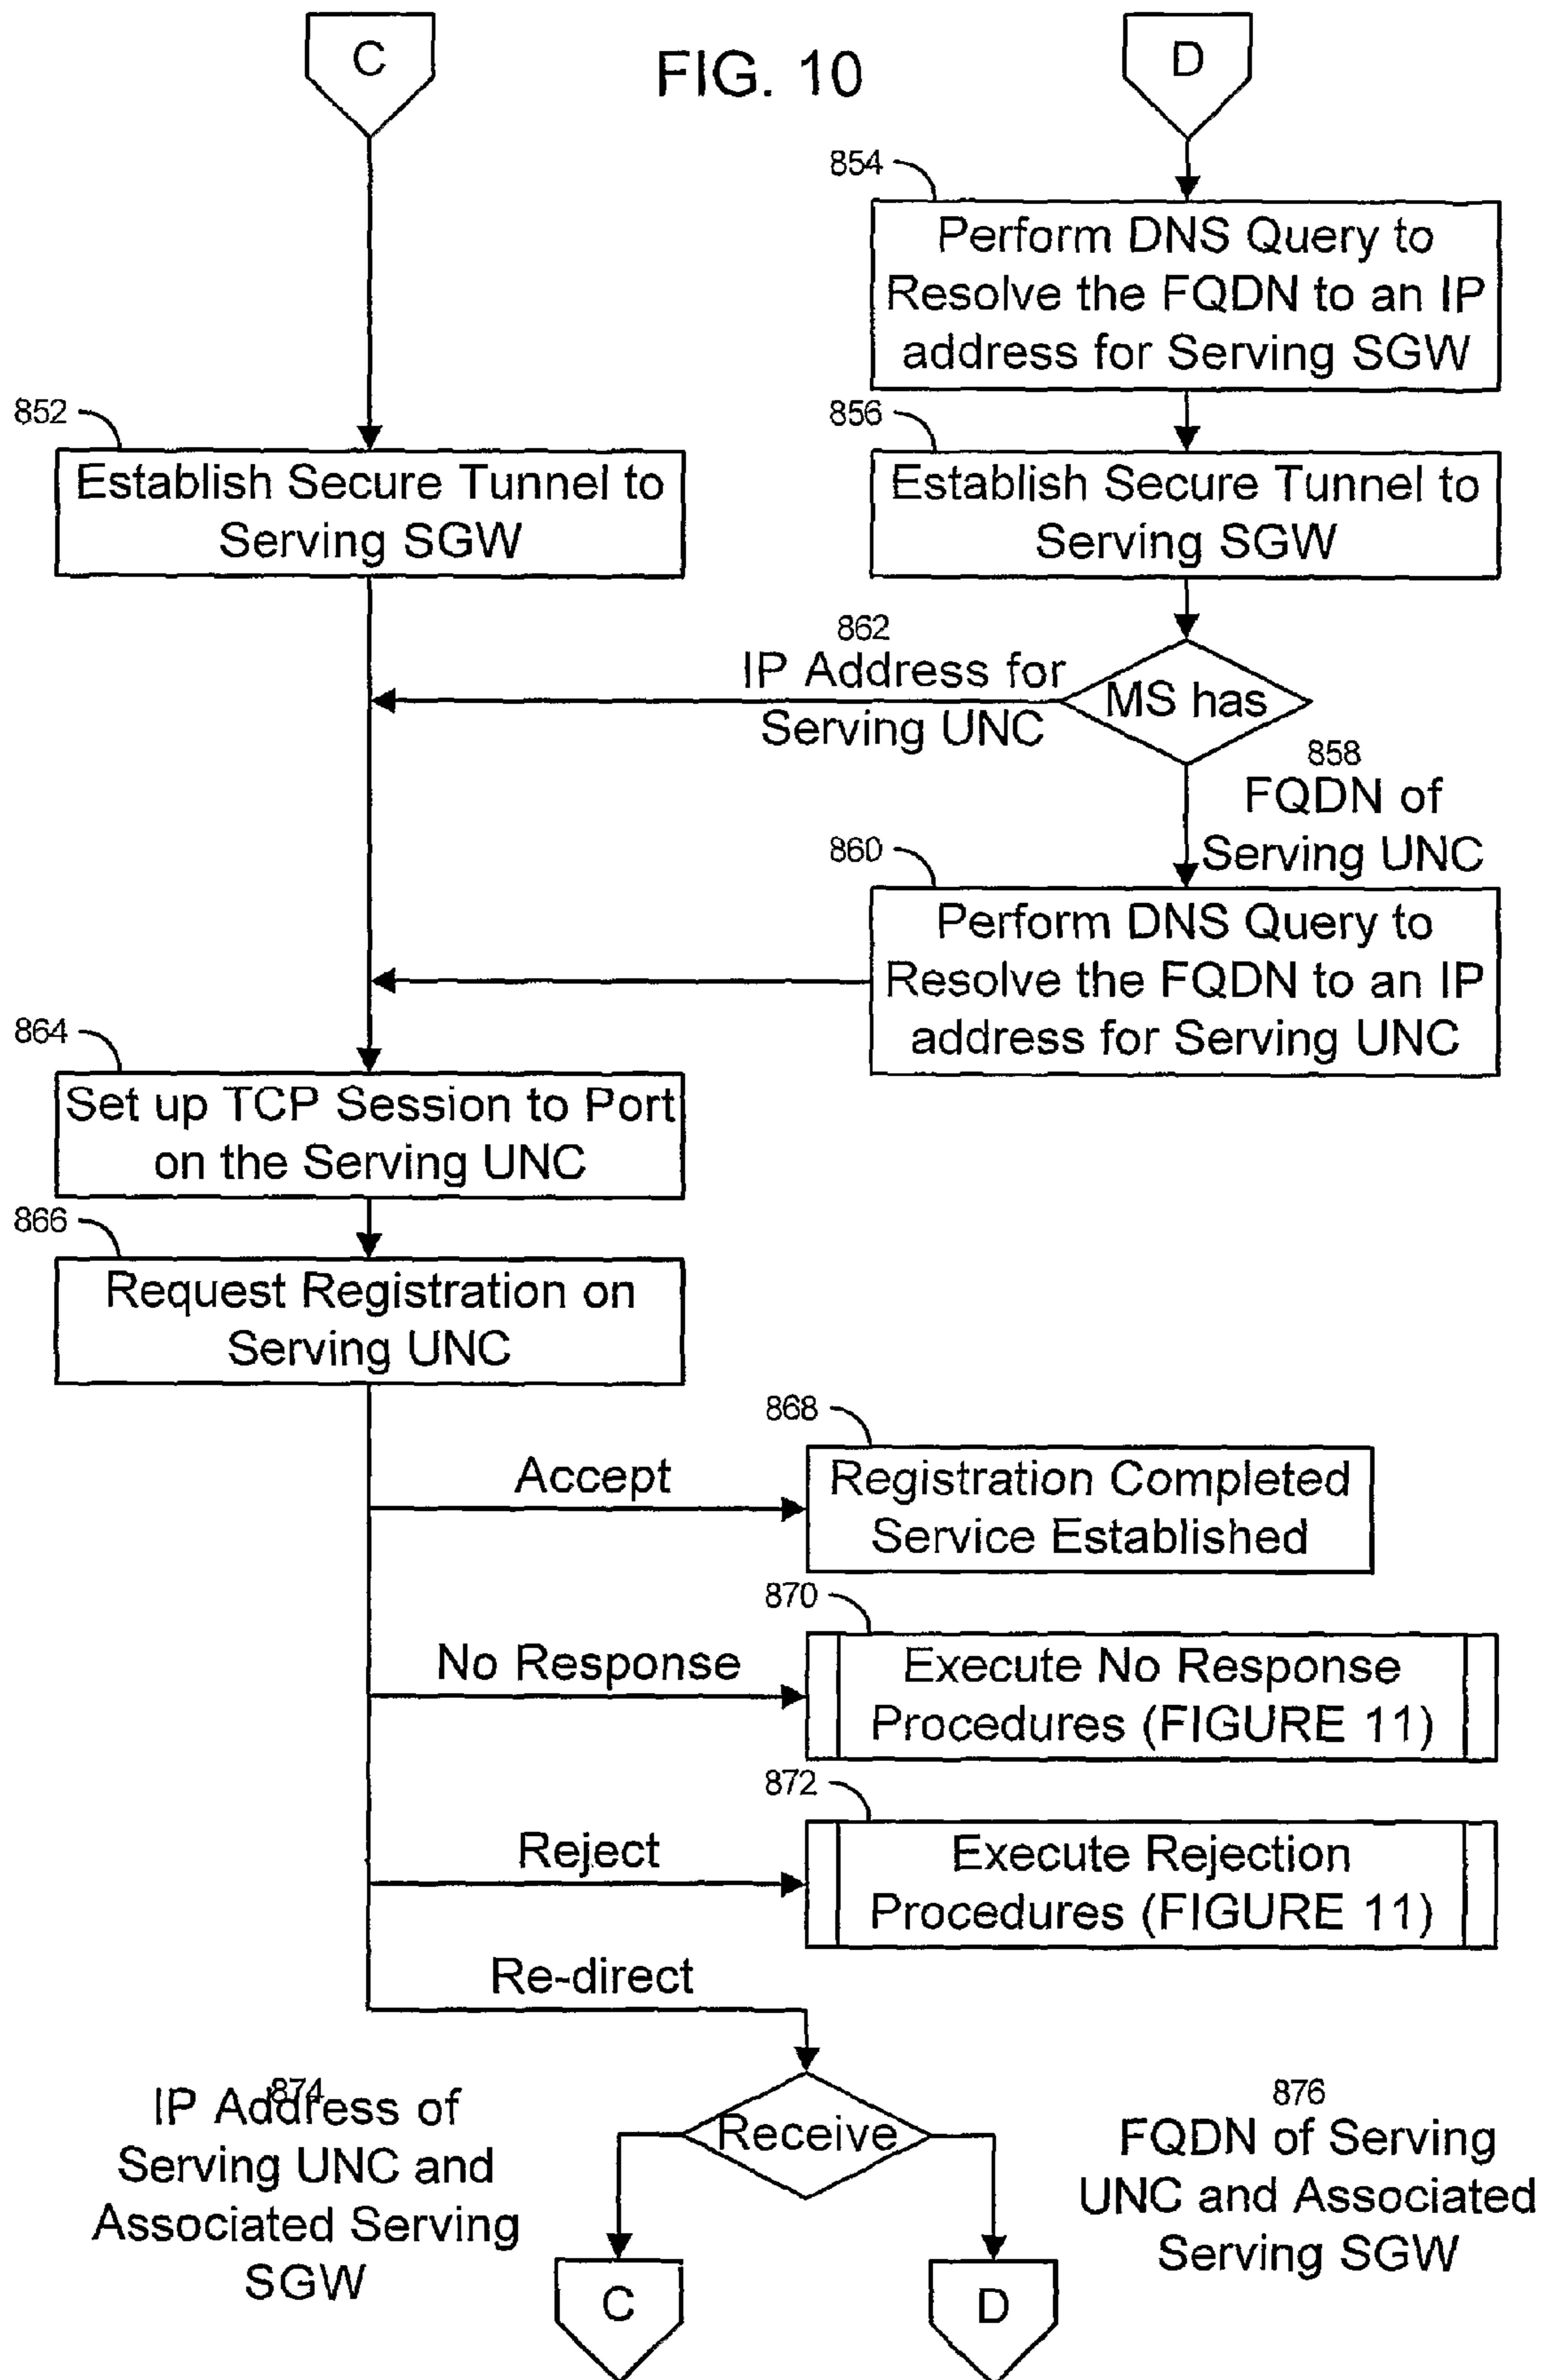 C
FIG. 10
D
854
Perform DNS Query to
Resolve the FQDN to an IP
address for Serving SGW
852
Establish Secure Tunnel to
Serving SGW
856
Establish Secure Tunnel to
Serving SGW
862
IP Address for
Serving UNC
MS has
858
FQDN of
Serving UNC
860
Perform DNS Query to
Resolve the FQDN to an IP
address for Serving UNC
864
Set up TCP Session to Port
on the Serving UNC
866
Request Registration on
Serving UNC
868
Accept
Registration Completed
Service Established
870
No Response
Execute No Response
Procedures (FIGURE 11)
872
Reject
Execute Rejection
Procedures (FIGURE 11)
Re-direct
874
IP Address of
Serving UNC and
Associated Serving
SGW
Receive
876
FQDN of Serving
UNC and Associated
Serving SGW
C
D